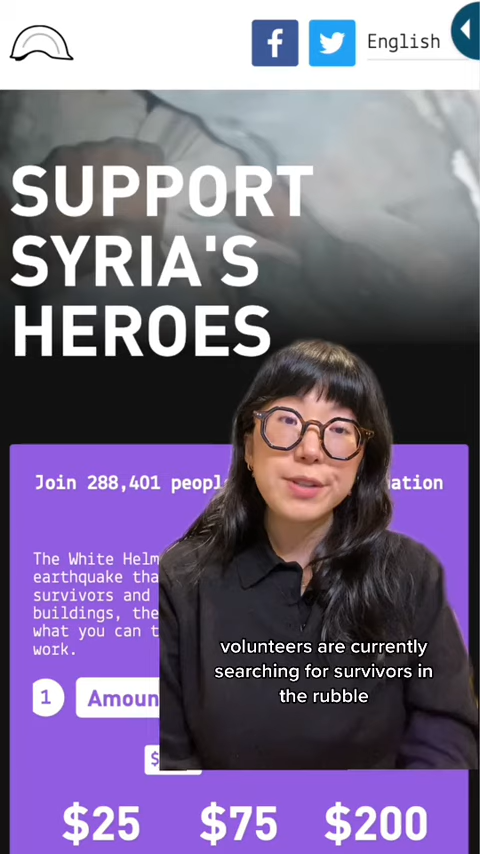 English
SUPPORT
SYRIA'S
HEROES
Join 288,401 peopl
ation
The White Helm
earthquake tha
survivors and
buildings, the
what you can t
work.
1 Amoun
$
volunteers are currently
searching for survivors in
the rubble
$25 $75 $200